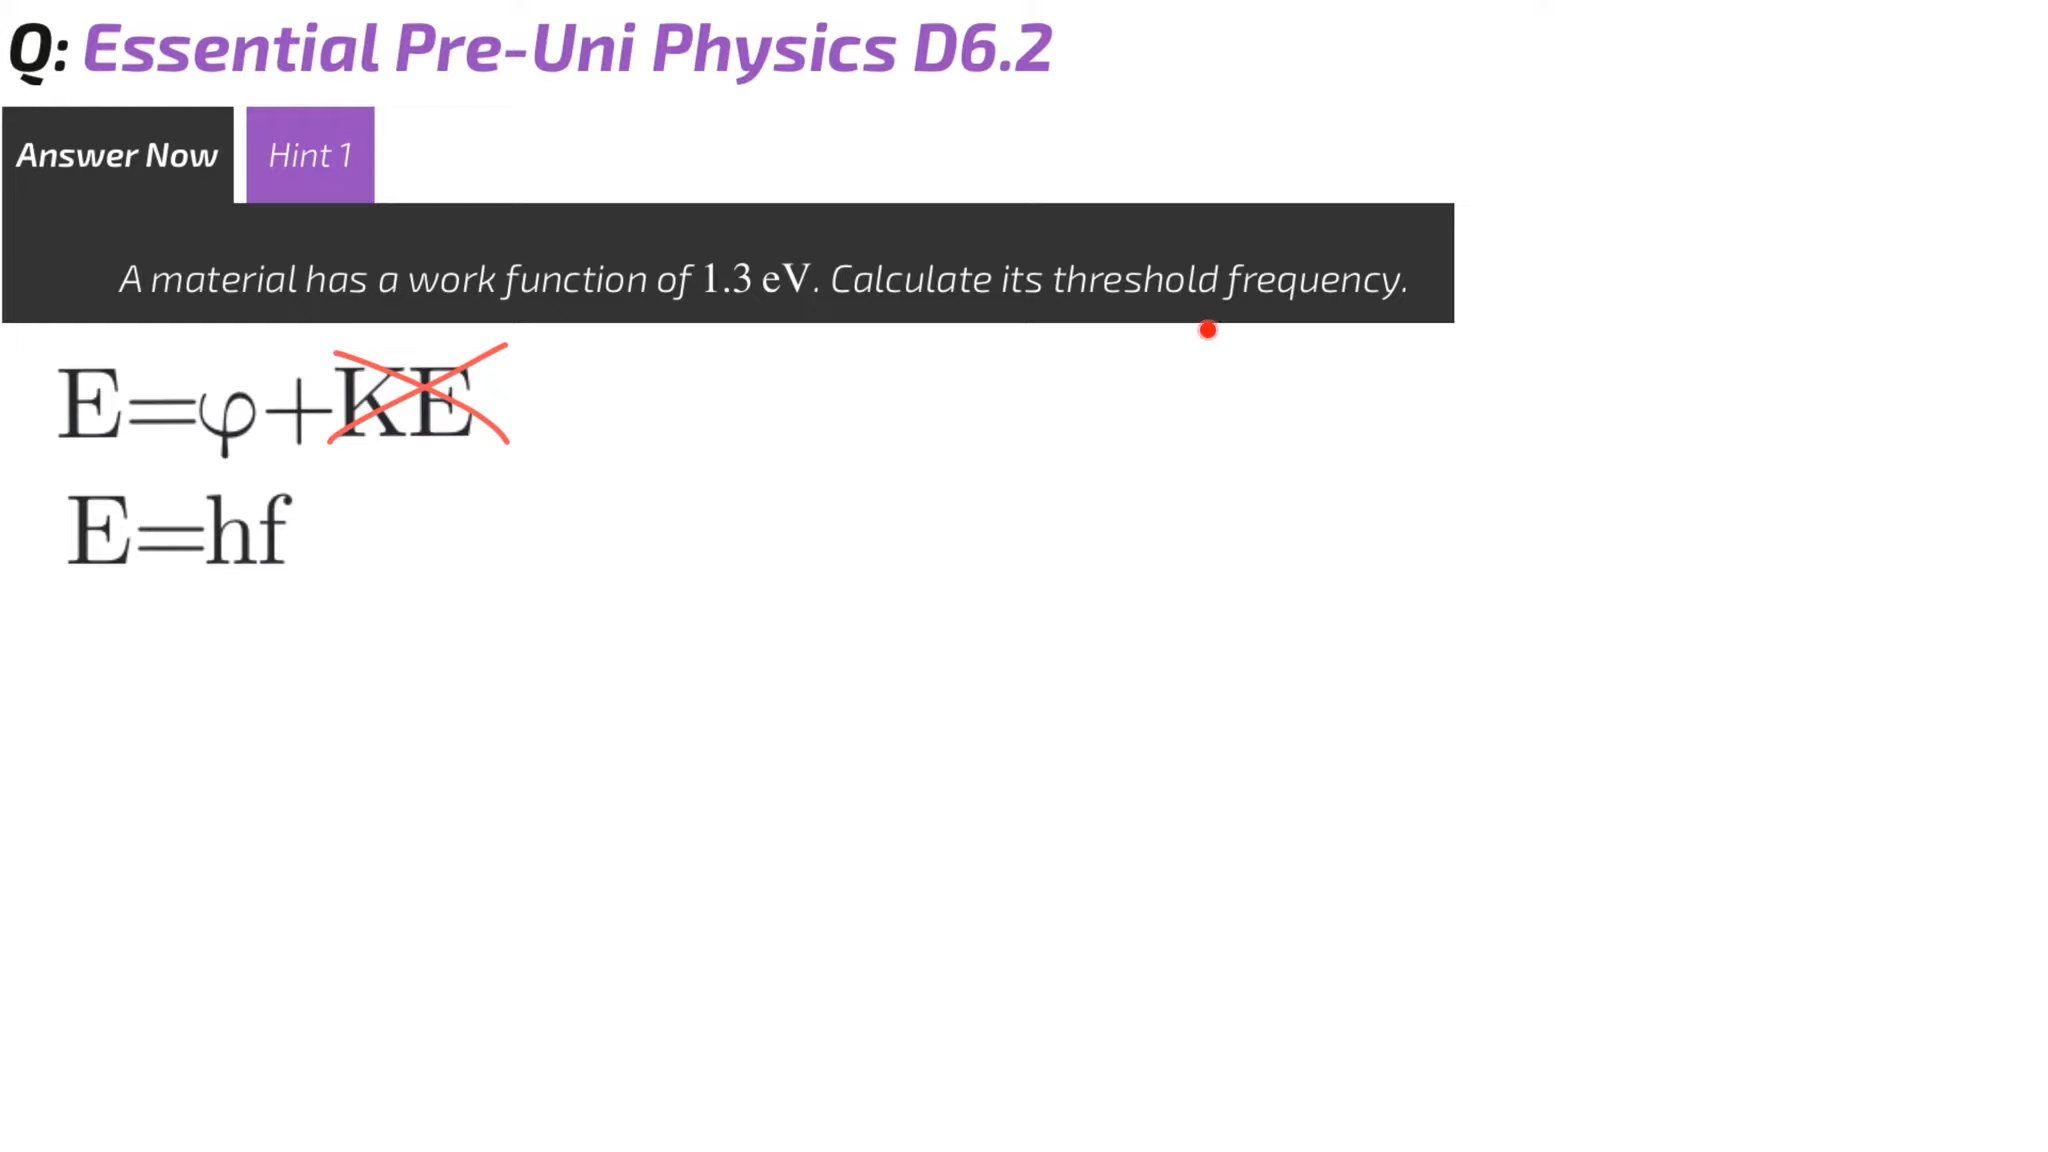 Q: Essential Pre-Uni Physics D6.2
Answer Now Hint 1
A material has a work function of 1.3 eV. Calculate its threshold frequency.
E=φ+KE
E=hf